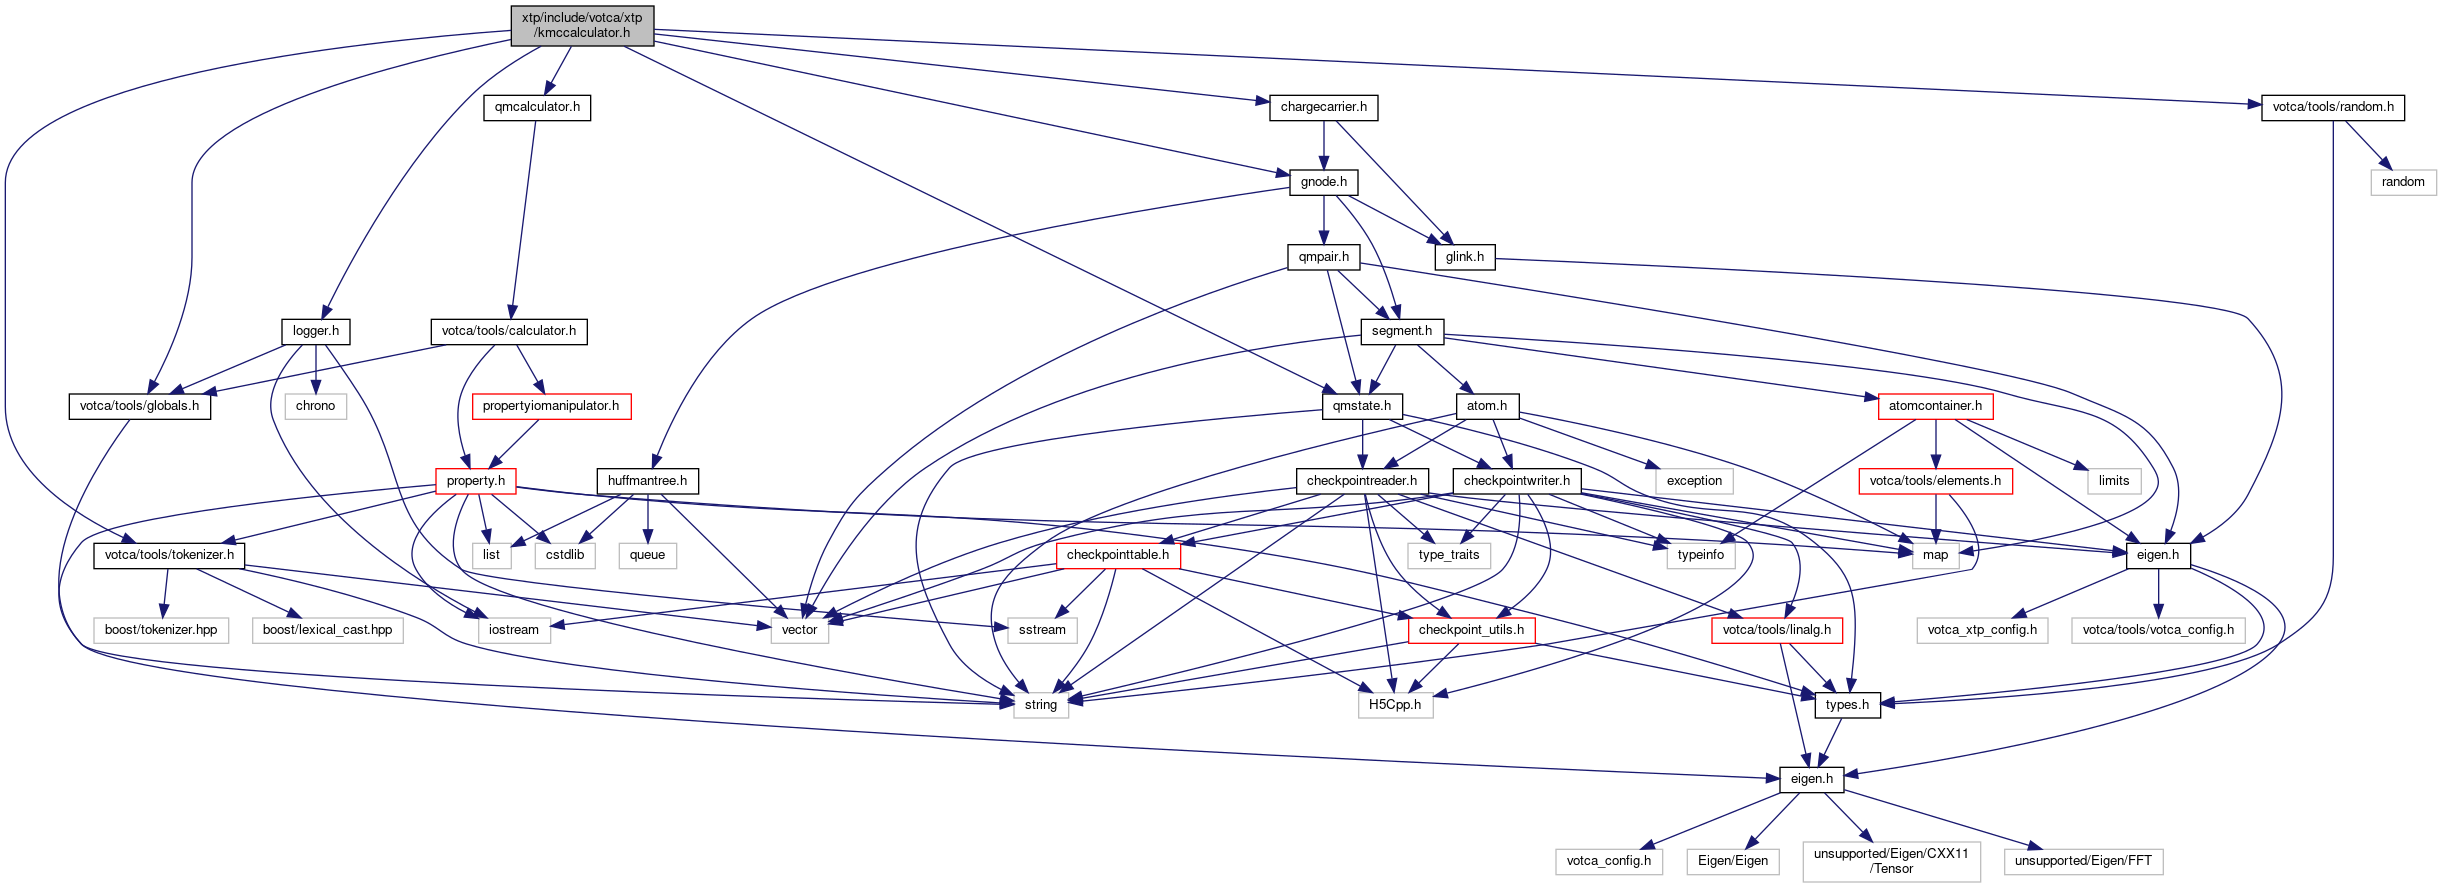 xtp/include/votca/xtp
/kmccalculator.h
qmcalculator.h
chargecarrier.h
votca/tools/random.h
gnode.h
random
qmpair.h
glink.h
logger.h
votca/tools/calculator.h
segment.h
votca/tools/globals.h
chrono
propertyiomanipulator.h
qmstate.h
atom.h
atomcontainer.h
property.h
huffmantree.h
checkpointreader.h
checkpointwriter.h
exception
votca/tools/elements.h
limits
votca/tools/tokenizer.h
list
cstdlib
queue
checkpointtable.h
type_traits
typeinfo
map
eigen.h
boost/tokenizer.hpp
boost/lexical_cast.hpp
iostream
vector
sstream
checkpoint_utils.h
votca/tools/linalg.h
votca_xtp_config.h
votca/tools/votca_config.h
string
H5Cpp.h
types.h
eigen.h
votca_config.h
Eigen/Eigen
unsupported/Eigen/CXX11
/Tensor
unsupported/Eigen/FFT